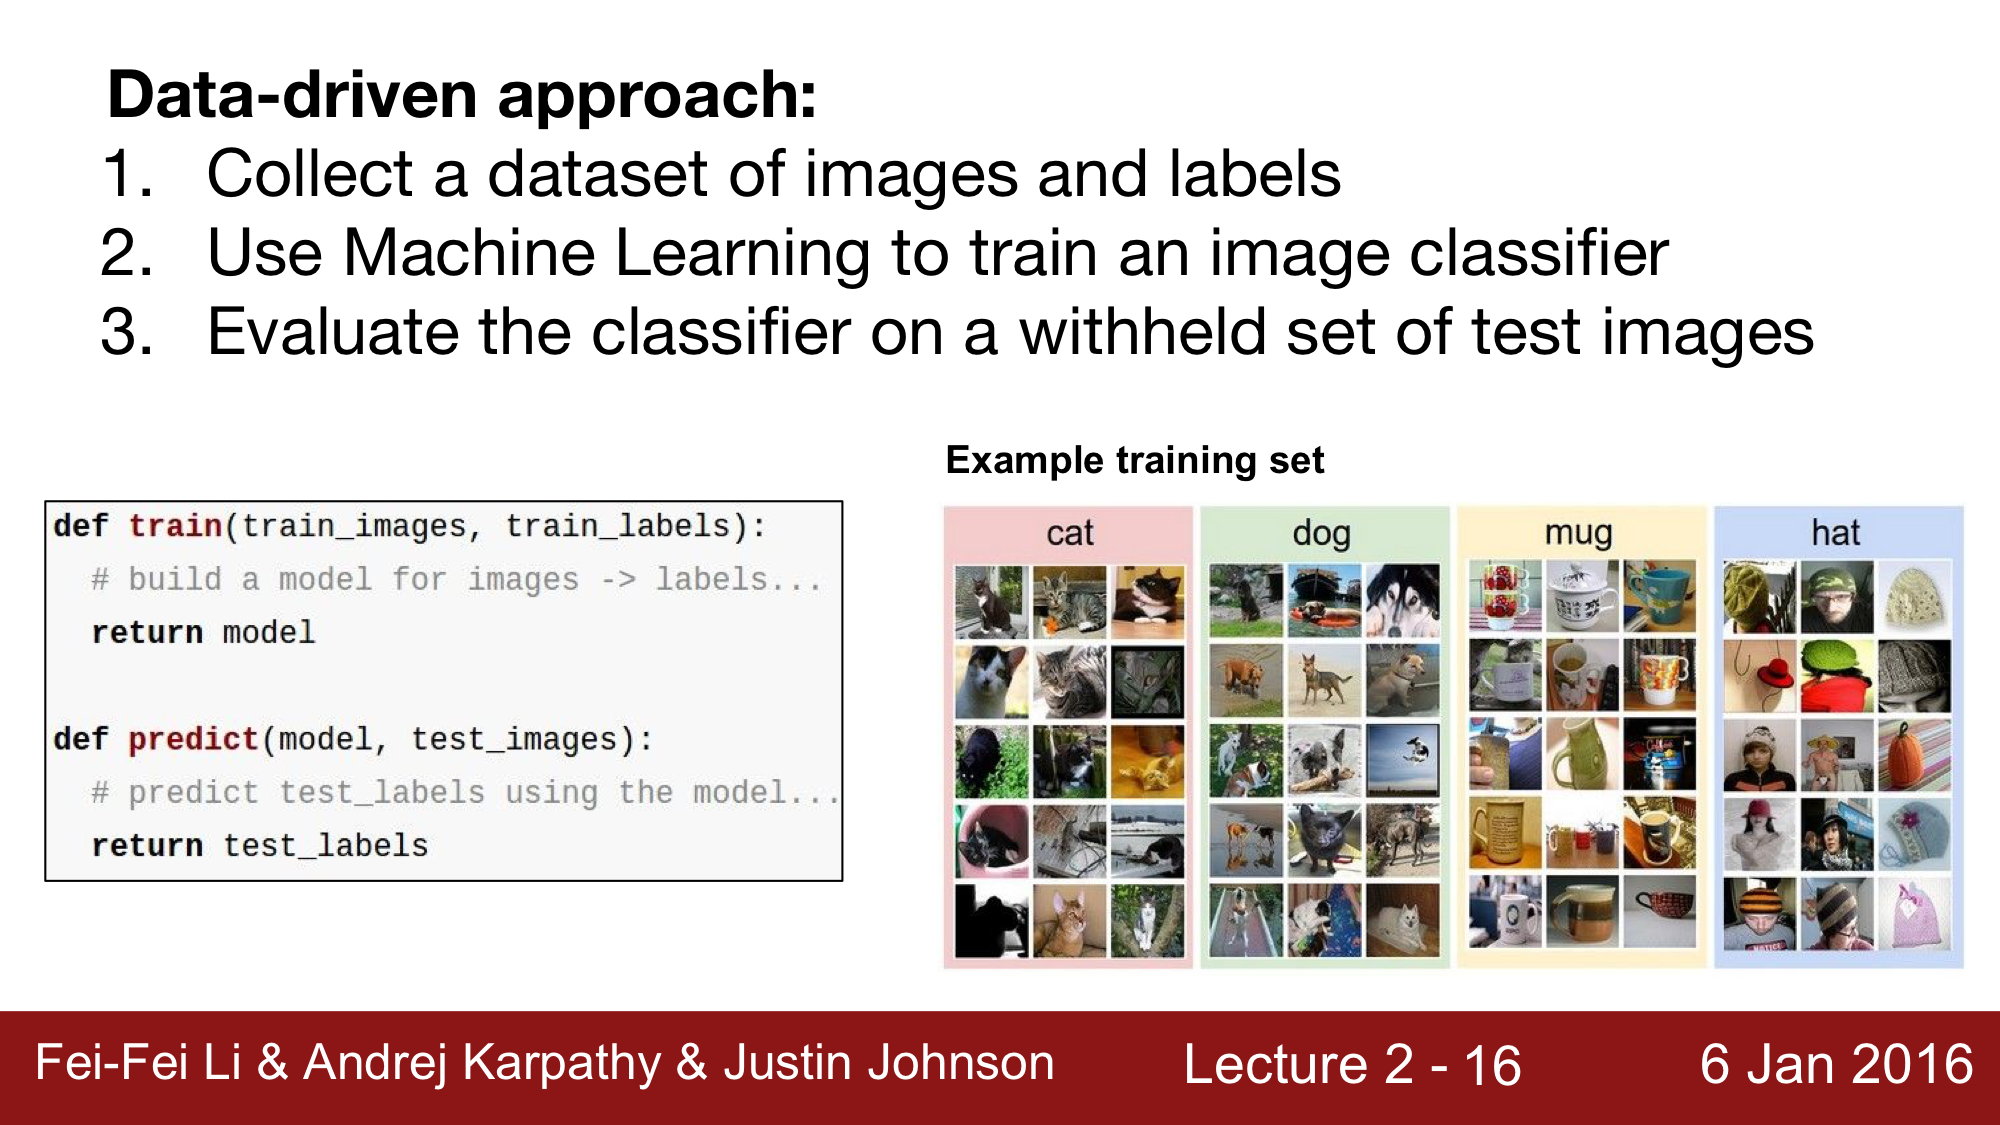 Data-driven approach:
1. Collect a dataset of images and labels
2. Use Machine Learning to train an image classifier
3. Evaluate the classifier on a withheld set of test images
def train(train_images, train_labels):
# build a model for images -> labels...
return model
def predict(model, test_images):
# predict test_labels using the model...
return test_labels
Example training set
cat dog mug hat
Fei-Fei Li & Andrej Karpathy & Justin Johnson Lecture 2 - 16 6 Jan 2016